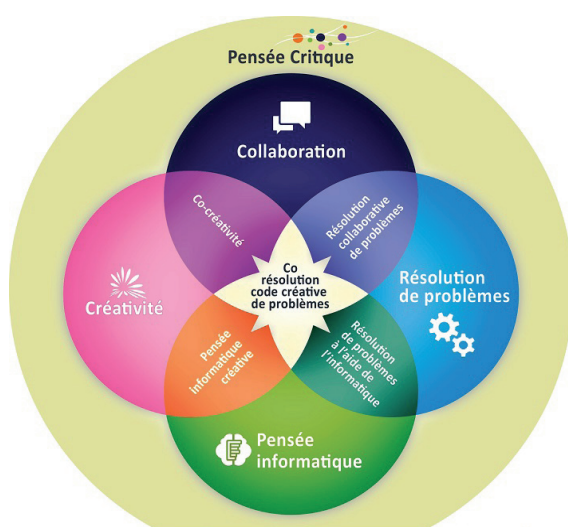 Pensée Critique
Collaboration
Co-créativité
Résolution
collaborative
de problèmes
Créativité
Co
résolution
code créative
de problèmes
Résolution
de problèmes
Pensée
informatique
créative
Résolution
de problèmes
à l'aide de
l'informatique
Pensée
informatique